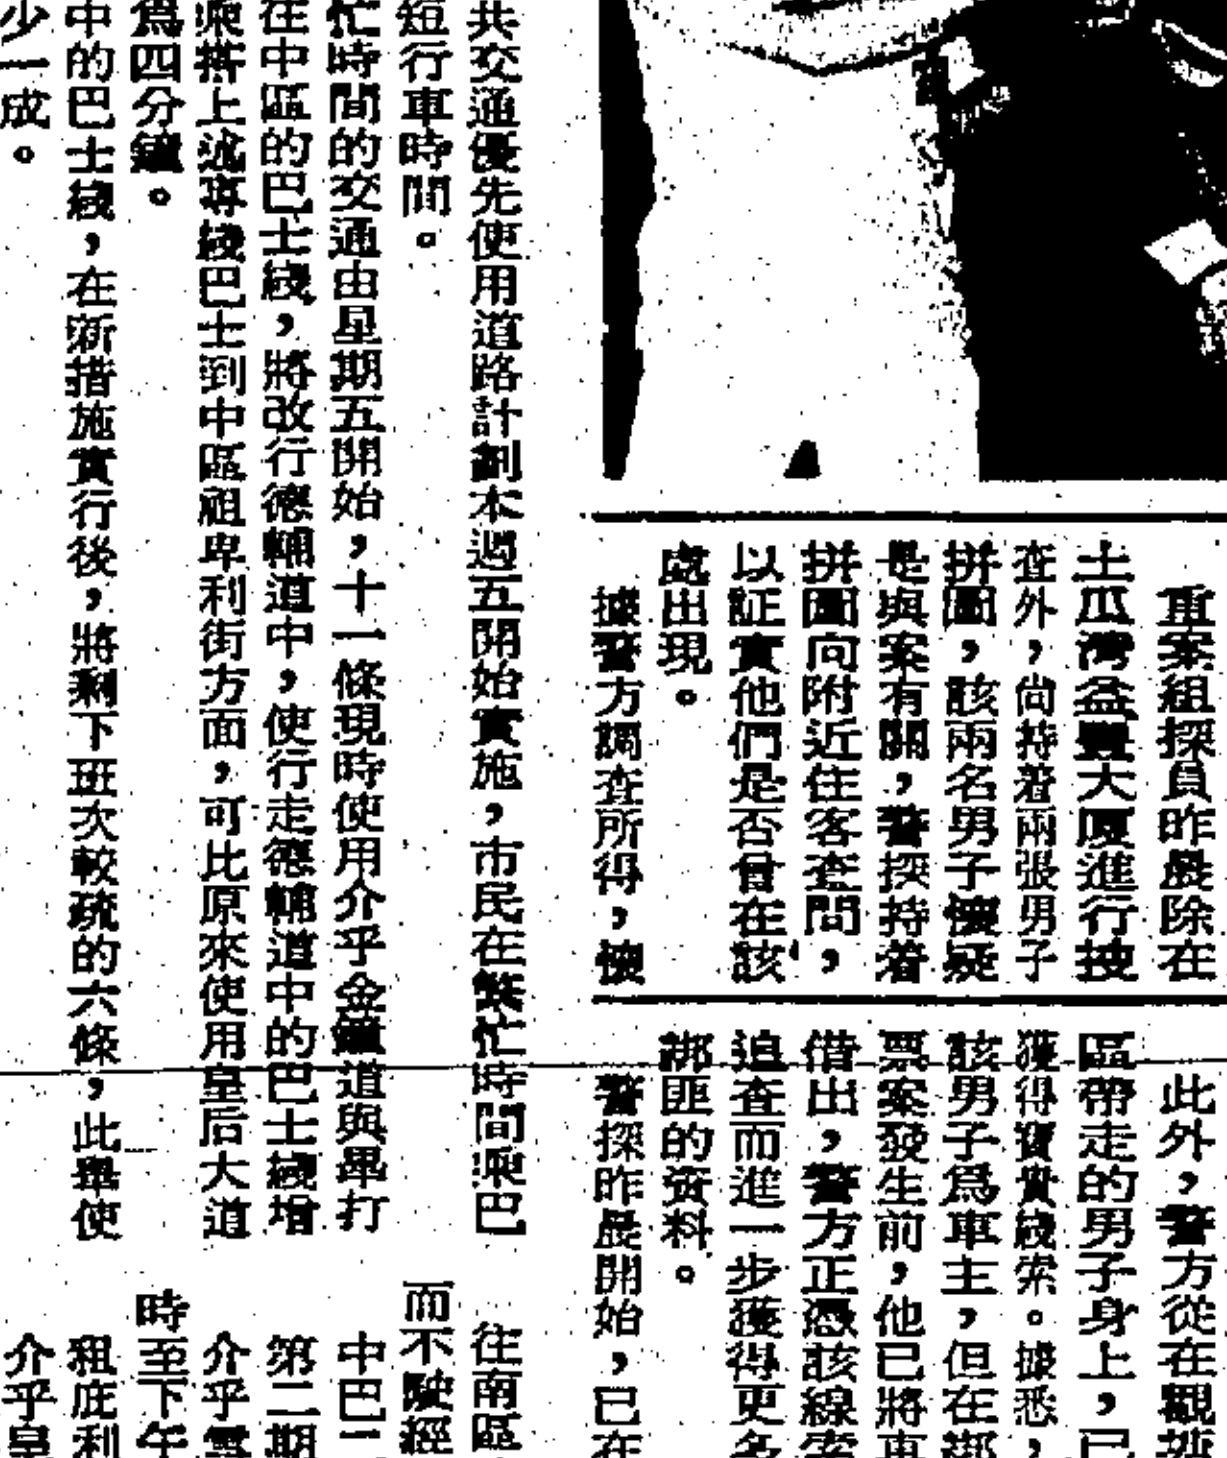 重案組探員昨晨除在
土瓜灣益豐大厦進行搜
查外，尚持着兩張男子
拼圖，該兩名男子懷疑
是與案有關，警探持着
拼圖向附近住客查問，
以証實他們是否曾在該
處出現。
據警方調查所得，懷
此外，警方從在觀塘
區帶走的男子身上，已
獲得寶貴綫索。據悉，
該男子爲車主，但在綁
票案發生前，他已將車
借出，警方正憑該線索
追查而進一步獲得更多
綁匪的資料。
警探昨晨開始，已在
共交通優先使用道路計劃本週五開始實施，市民在繁忙時間乘巴
短行車時間。
忙時間的交通由星期五開始，十一條現時使用介乎金鐘道與畢打
往中區的巴士綫，將改行德輔道中，使行走德輔道中的巴士綫增
乘搭上述專綫巴士到中區祖卑利街方面，可比原來使用皇后大道
爲四分鐘。
中的巴士綫，在新措施實行後，將剩下班次較疏的六條，此舉使
少一成。
往南區
而不駛經
中巴一
第二期
介乎雪
時至下午
租庇利
介乎皇